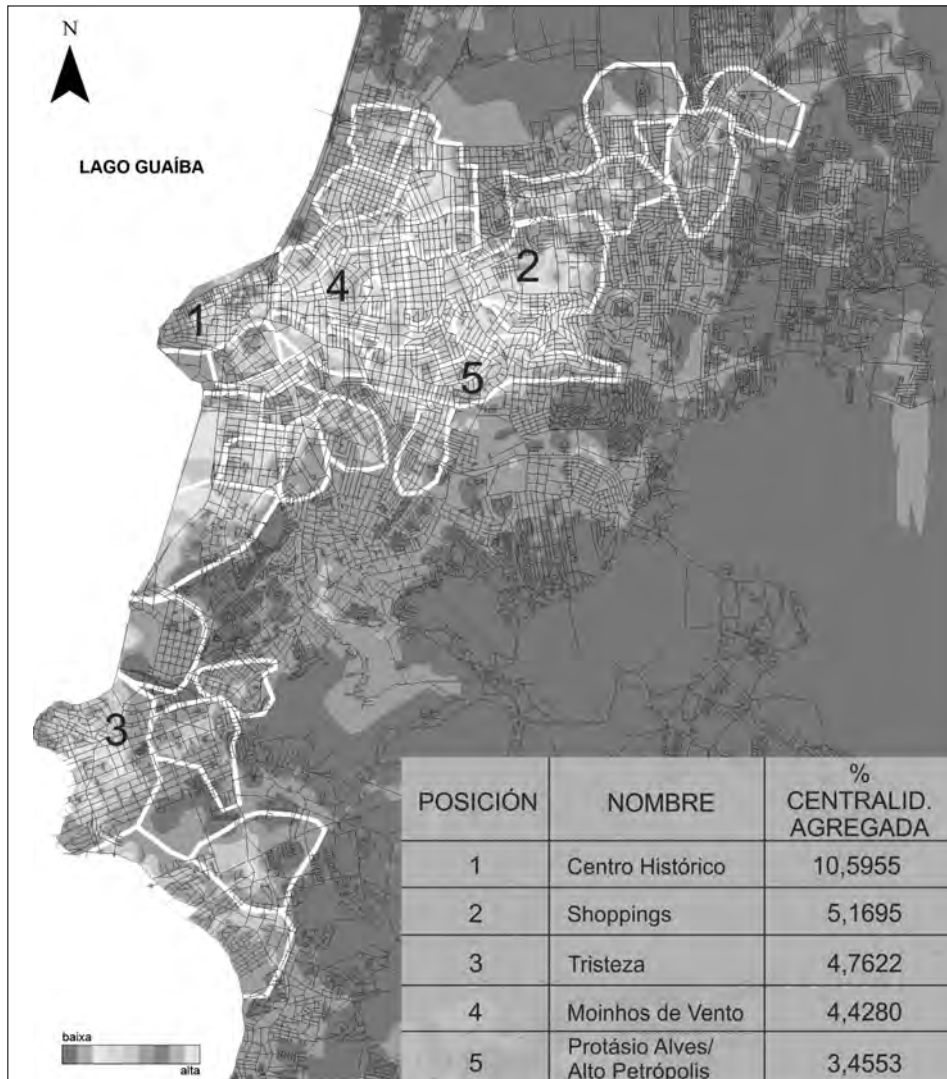 N
LAGO GUAÍBA
1
4
2
5
3
POSICIÓN NOMBRE %
CENTRALID.
AGREGADA
1 Centro Histórico 10,5955
2 Shoppings 5,1695
3 Tristeza 4,7622
4 Moinhos de Vento 4,4280
5 Protásio Alves/
Alto Petrópolis 3,4553
baixa
alta